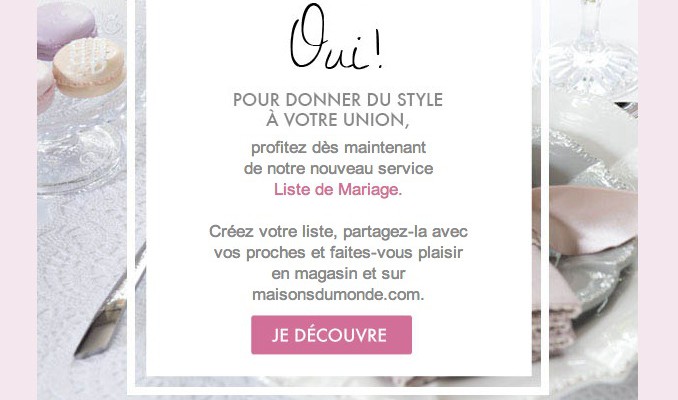 Oui!
POUR DONNER DU STYLE
À VOTRE UNION,
profitez dès maintenant
de notre nouveau service
Liste de Mariage.
Créez votre liste, partagez-la avec
vos proches et faites-vous plaisir
en magasin et sur
maisonsdumonde.com.
JE DÉCOUVRE